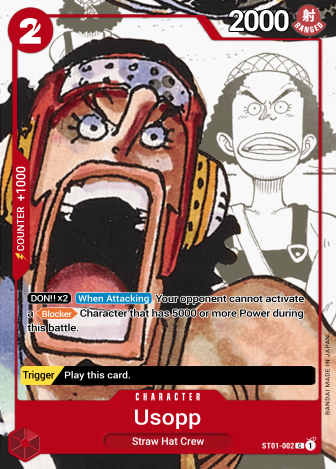 2
2000
射
RANGED
COUNTER +1000
DON!!×2 When Attacking Your opponent cannot activate
a Blocker Character that has 5000 or more Power during
this battle.
Trigger Play this card.
CHARACTER
Usopp
Straw Hat Crew
ST01-002 C 1
BANDAI MADE IN JAPAN